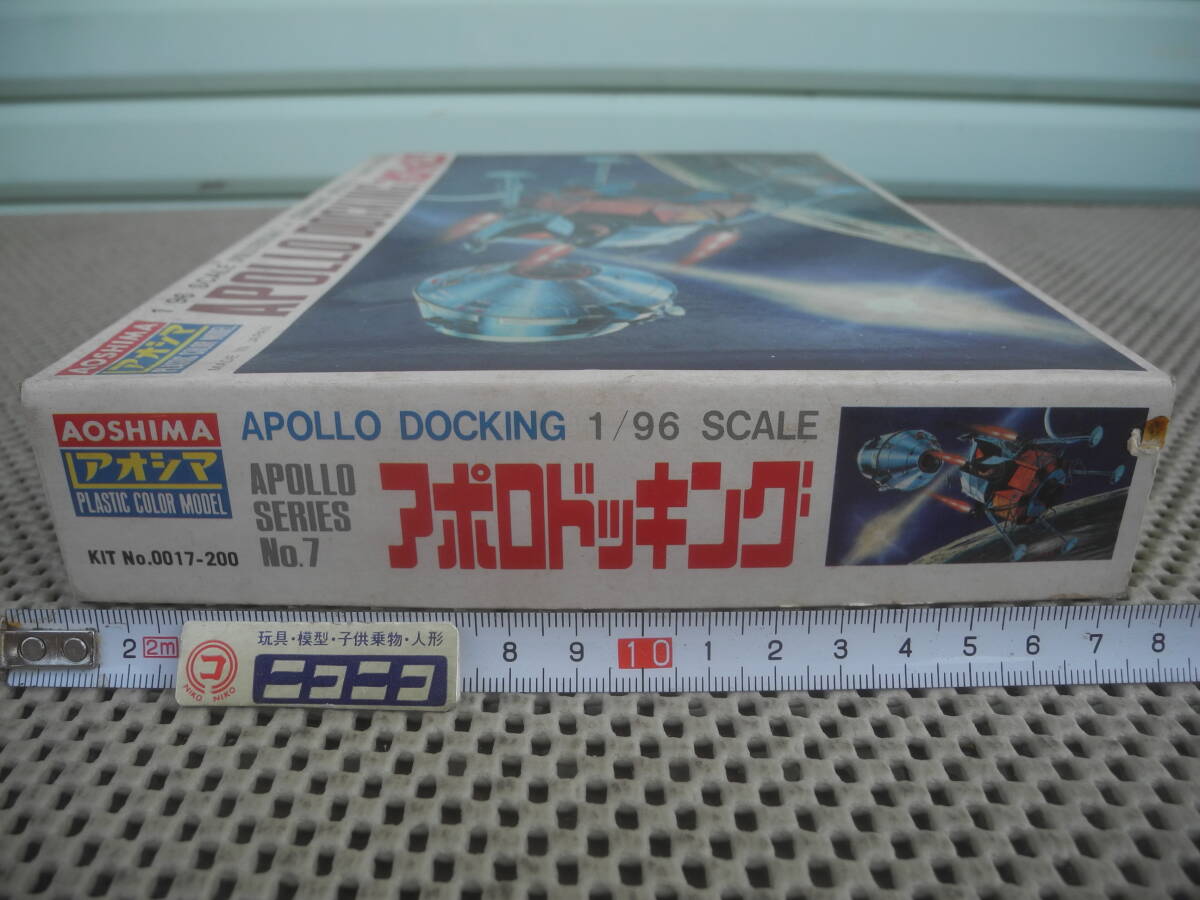 1/96 SCALE
APOLLO DOCKING
AOSHIMA
アオシマ
PLASTIC COLOR MODEL
MADE IN JAPAN
AOSHIMA
アオシマ
PLASTIC COLOR MODEL
KIT No.0017-200
APOLLO DOCKING 1/96 SCALE
APOLLO
SERIES
No.7
アポロドッキング
2 2m 8 9 10 1 2 3 4 5 6 7 8
玩具・模型・子供乗物・人形
ニコニコ
コ
NIKO NIKO